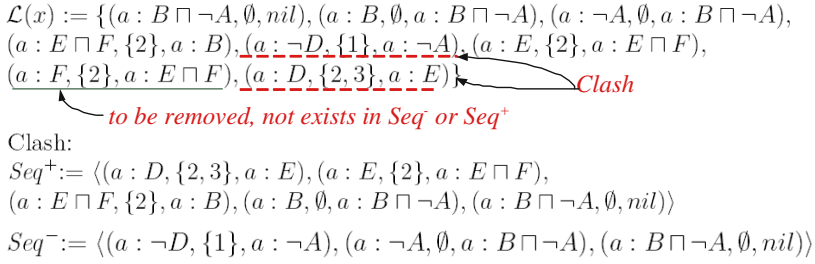 𝓛(x) := {(a : B ⊓ ¬A, ∅, nil), (a : B, ∅, a : B ⊓ ¬A), (a : ¬A, ∅, a : B ⊓ ¬A),
(a : E ⊓ F, {2}, a : B), (a : ¬D, {1}, a : ¬A), (a : E, {2}, a : E ⊓ F),
(a : F, {2}, a : E ⊓ F), (a : D, {2, 3}, a : E)}
Clash
to be removed, not exists in Seq⁻ or Seq⁺
Clash:
Seq⁺:= ⟨(a : D, {2, 3}, a : E), (a : E, {2}, a : E ⊓ F),
(a : E ⊓ F, {2}, a : B), (a : B, ∅, a : B ⊓ ¬A), (a : B ⊓ ¬A, ∅, nil)⟩
Seq⁻:= ⟨(a : ¬D, {1}, a : ¬A), (a : ¬A, ∅, a : B ⊓ ¬A), (a : B ⊓ ¬A, ∅, nil)⟩